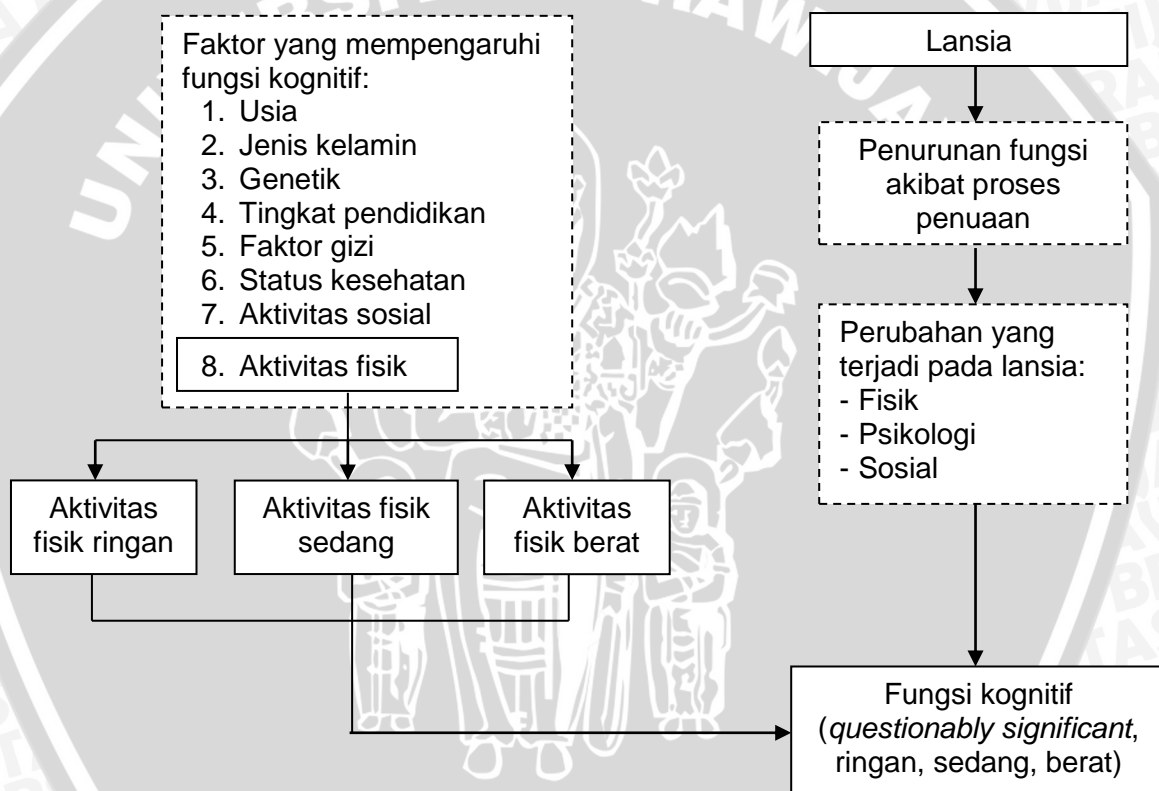 Faktor yang mempengaruhi
fungsi kognitif:
1. Usia
2. Jenis kelamin
3. Genetik
4. Tingkat pendidikan
5. Faktor gizi
6. Status kesehatan
7. Aktivitas sosial
8. Aktivitas fisik
Aktivitas
fisik ringan
Aktivitas fisik
sedang
Aktivitas
fisik berat
Lansia
Penurunan fungsi
akibat proses
penuaan
Perubahan yang
terjadi pada lansia:
- Fisik
- Psikologi
- Sosial
Fungsi kognitif
(questionably significant,
ringan, sedang, berat)